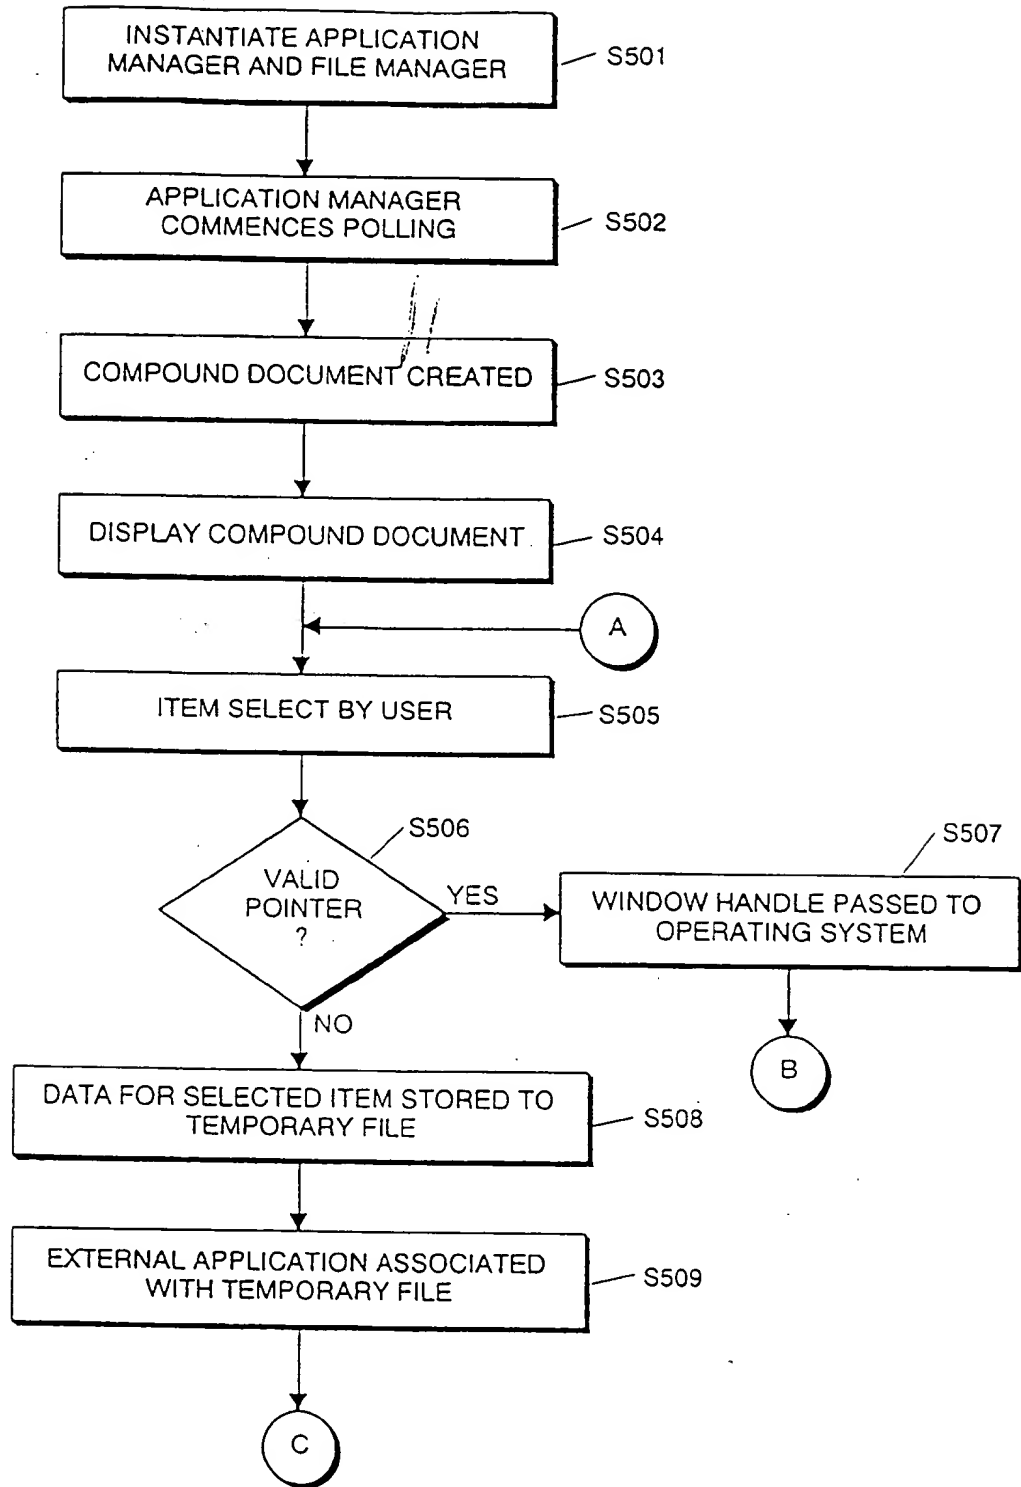 INSTANTIATE APPLICATION
MANAGER AND FILE MANAGER
S501
APPLICATION MANAGER
COMMENCES POLLING
S502
COMPOUND DOCUMENT CREATED
S503
DISPLAY COMPOUND DOCUMENT
S504
A
ITEM SELECT BY USER
S505
S506
VALID
POINTER
?
YES
S507
WINDOW HANDLE PASSED TO
OPERATING SYSTEM
B
NO
DATA FOR SELECTED ITEM STORED TO
TEMPORARY FILE
S508
EXTERNAL APPLICATION ASSOCIATED
WITH TEMPORARY FILE
S509
C